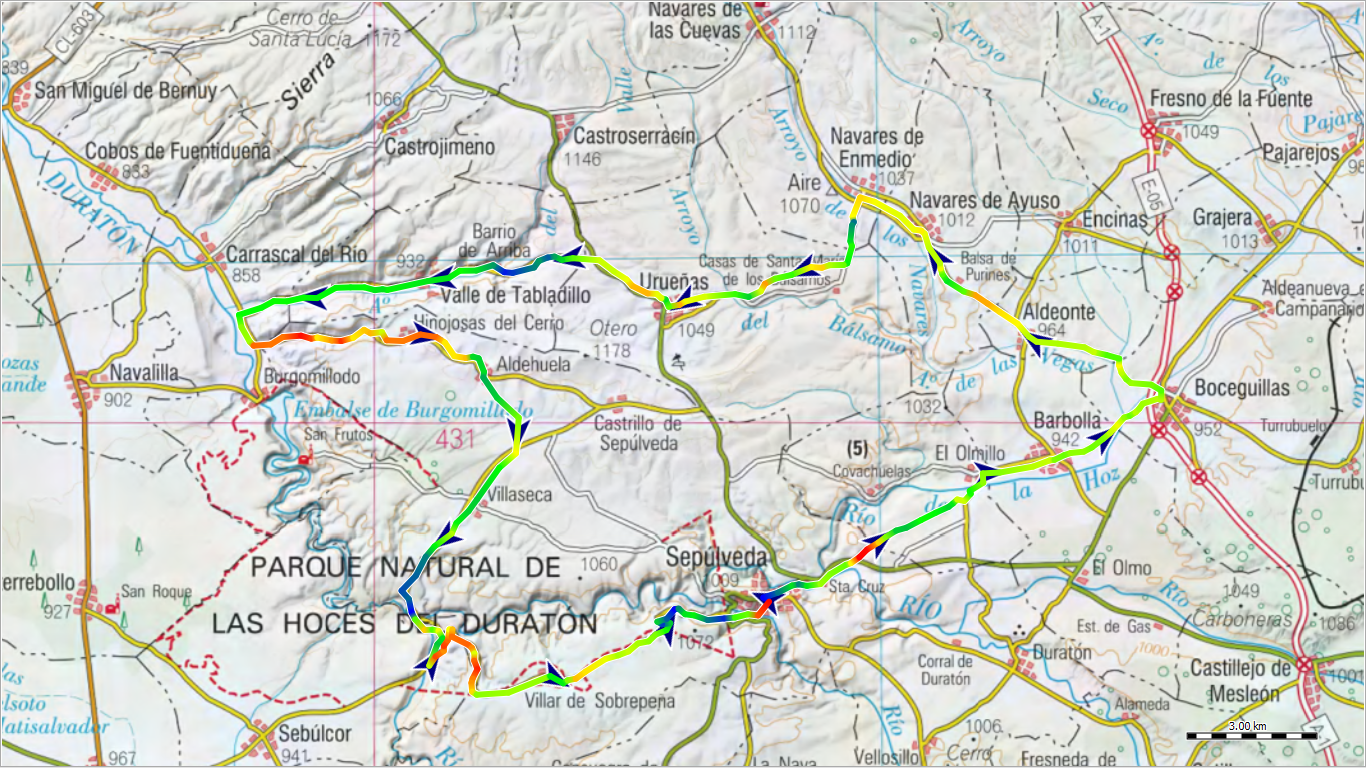 Cerro de
Santa Lucía
1172
CL-603
839
San Miguel de Bernuy
Sierra
1066
Castrojimeno
Cobos de Fuentidueña
883
DURATÓN
Carrascal del Río
858
Navares de
las Cuevas
1112
Valle
del
Castroserracín
1146
Arroyo
Arroyo
de
los
Navares
Navares de
Enmedio
1037
Aire
1070
Navares de Ayuso
1012
Arroyo
Seco
Aº
de
los
A-1
E-05
Fresno de la Fuente
1049
Pajares
Pajarejos
Encinas
1011
Grajera
1013
Barrio
de Arriba
932
Aº
Valle de Tabladillo
Urueñas
1049
Casas de Santa María
de los Bálsamos
del
Bálsamo
Balsa de
Purines
Aldeonte
964
Aº de las Vegas
Aldeanueva
Campanario
Hinojosas del Cerro
Otero
1178
Aldehuela
Navalilla
902
Burgomillodo
Embalse de Burgomillodo
San Frutos
431
Castrillo de
Sepúlveda
1032
Boceguillas
952
Turrubuelo
Barbolla
942
(5)
Covachuelas
El Olmillo
Río
de
la
Hoz
Villaseca
PARQUE NATURAL DE
LAS HOCES DEL DURATÓN
1060
Sepúlveda
1009
Sta. Cruz
San Roque
927
El Olmo
RÍO
Río
1049
Carboneras
1086
Est. de Gas
1000
1072
Corral de
Duratón
Duratón
Castillejo de
Mesleón
1001
Villar de Sobrepeña
Alameda
Sebúlcor
941
967
Río
Río
1006
Vellosillo
Cerro
Fresneda de
La Nava
3.00 km